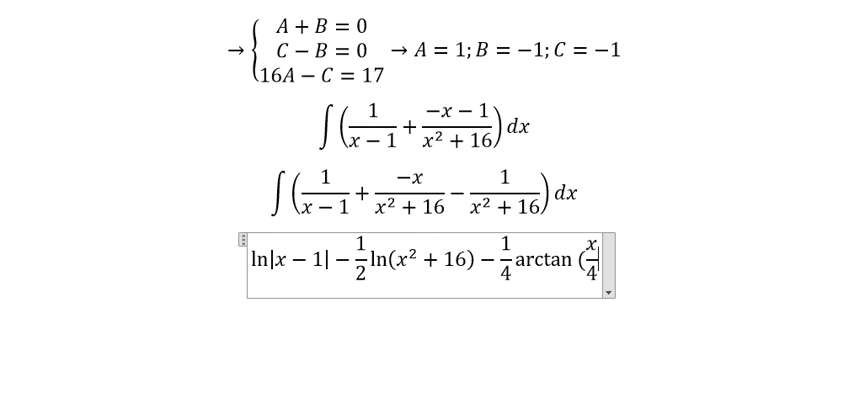 → { A + B = 0
C − B = 0 → A = 1; B = −1; C = −1
16A − C = 17
∫ (1/(x − 1) + (−x − 1)/(x² + 16)) dx
∫ (1/(x − 1) + (−x)/(x² + 16) − 1/(x² + 16)) dx
ln|x − 1| − 1/2 ln(x² + 16) − 1/4 arctan (x/4